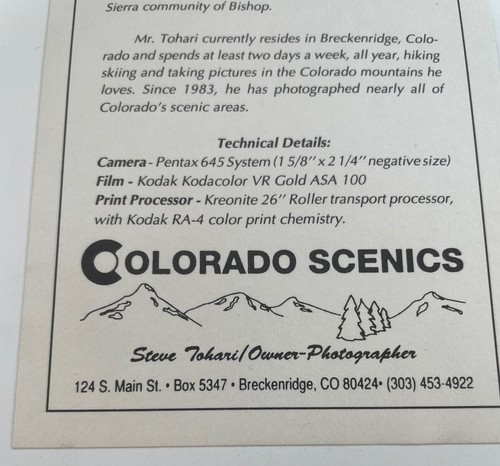 Sierra community of Bishop.
Mr. Tohari currently resides in Breckenridge, Colo-
rado and spends at least two days a week, all year, hiking
skiing and taking pictures in the Colorado mountains he
loves. Since 1983, he has photographed nearly all of
Colorado's scenic areas.
Technical Details:
Camera - Pentax 645 System (1 5/8" x 2 1/4" negative size)
Film - Kodak Kodacolor VR Gold ASA 100
Print Processor - Kreonite 26" Roller transport processor,
with Kodak RA-4 color print chemistry.
COLORADO SCENICS
Steve Tohari/Owner-Photographer
124 S. Main St. • Box 5347 • Breckenridge, CO 80424• (303) 453-4922